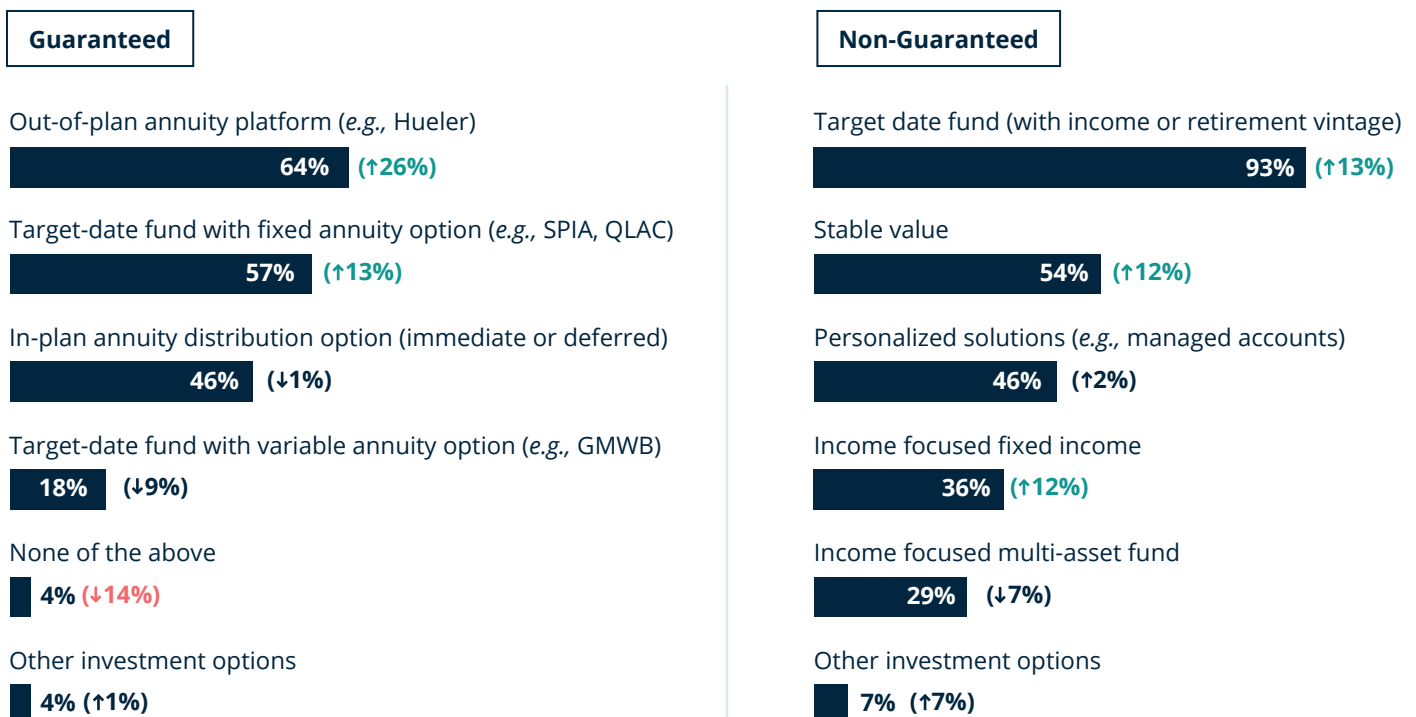 Guaranteed
Out-of-plan annuity platform (e.g., Hueler)
64% (↑26%)
Target-date fund with fixed annuity option (e.g., SPIA, QLAC)
57% (↑13%)
In-plan annuity distribution option (immediate or deferred)
46% (↓1%)
Target-date fund with variable annuity option (e.g., GMWB)
18% (↓9%)
None of the above
4% (↓14%)
Other investment options
4% (↑1%)
Non-Guaranteed
Target date fund (with income or retirement vintage)
93% (↑13%)
Stable value
54% (↑12%)
Personalized solutions (e.g., managed accounts)
46% (↑2%)
Income focused fixed income
36% (↑12%)
Income focused multi-asset fund
29% (↓7%)
Other investment options
7% (↑7%)